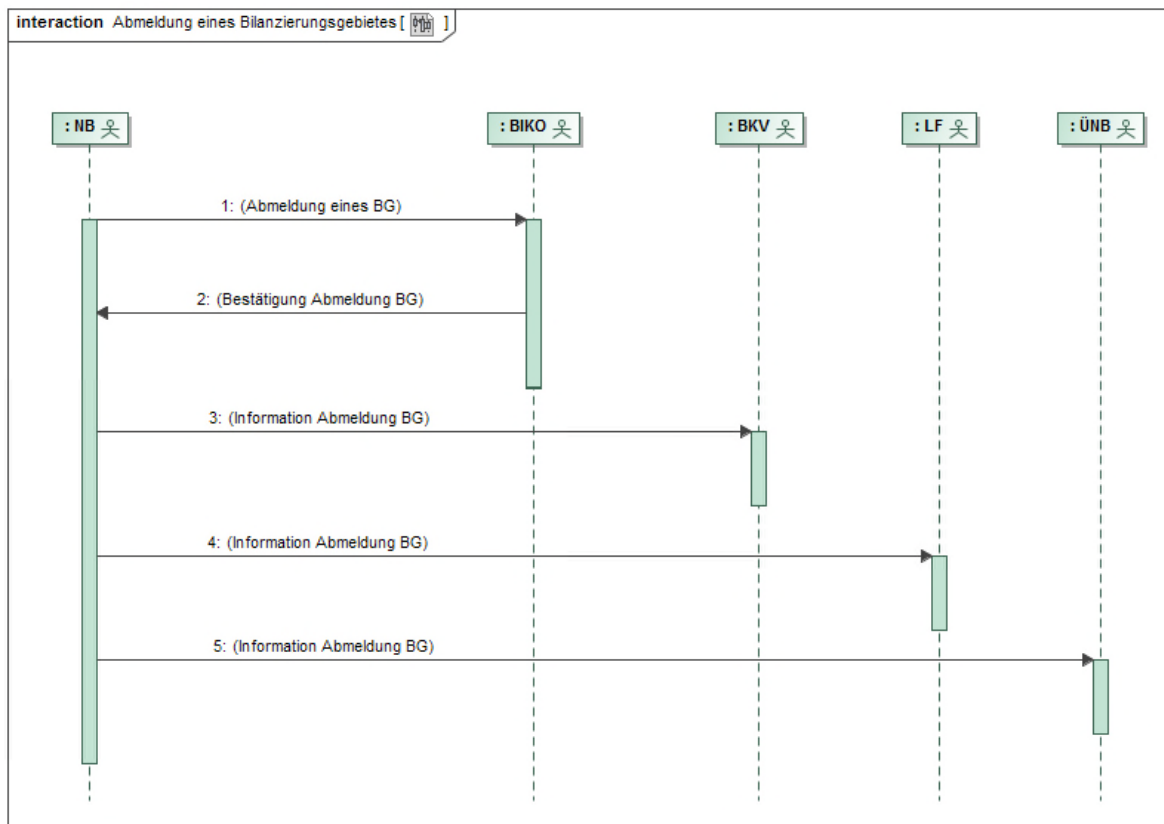 interaction Abmeldung eines Bilanzierungsgebietes [ ]
: NB
: BIKO
: BKV
: LF
: ÜNB
1: (Abmeldung eines BG)
2: (Bestätigung Abmeldung BG)
3: (Information Abmeldung BG)
4: (Information Abmeldung BG)
5: (Information Abmeldung BG)